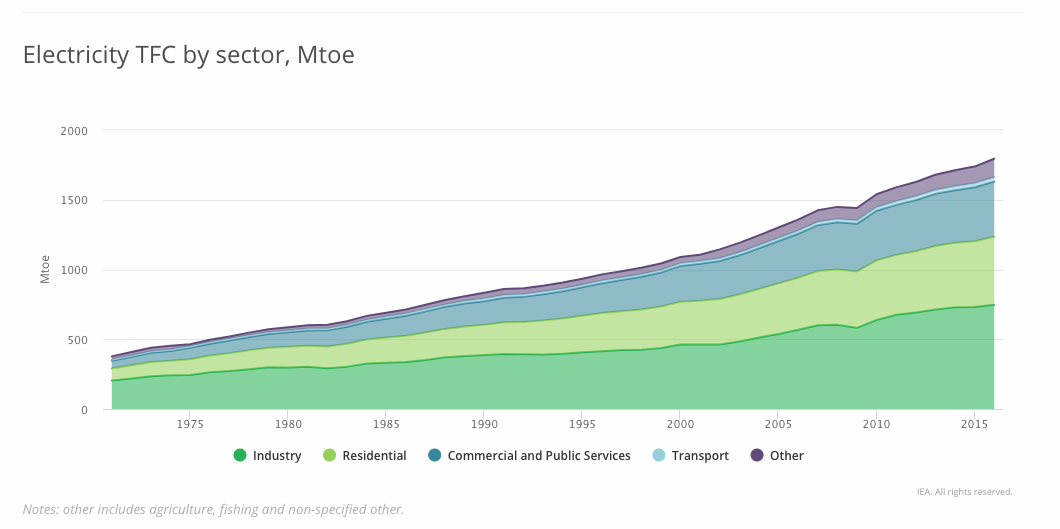 Electricity TFC by sector, Mtoe
2000
1500
1000
500
0
Mtoe
1975 1980 1985 1990 1995 2000 2005 2010 2015
Industry Residential Commercial and Public Services Transport Other
IEA. All rights reserved.
Notes: other includes agriculture, fishing and non-specified other.